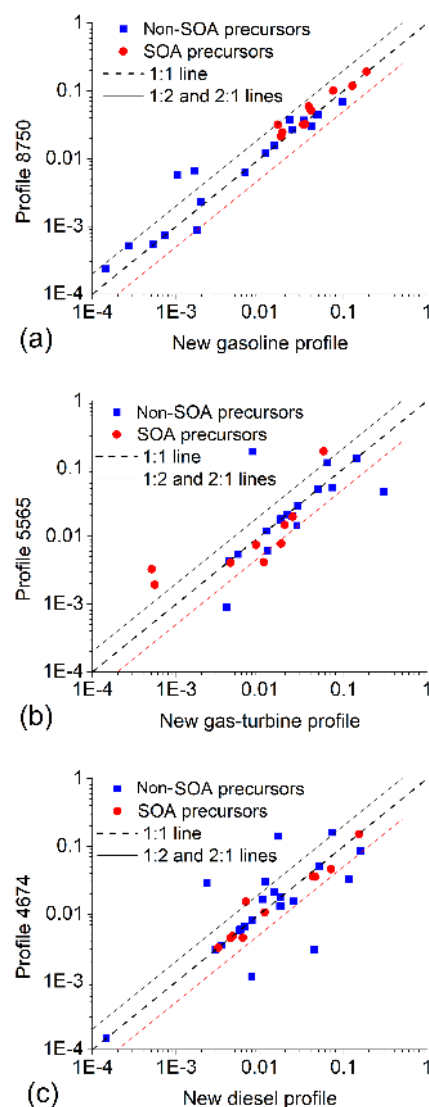 1
Non-SOA precursors
SOA precursors
0.1
1:1 line
1:2 and 2:1 lines
Profile 8750
0.01
1E-3
1E-4
1E-4
1E-3
0.01
0.1
1
(a)
New gasoline profile
1
Non-SOA precursors
SOA precursors
0.1
1:1 line
1:2 and 2:1 lines
Profile 5565
0.01
1E-3
1E-4
1E-4
1E-3
0.01
0.1
1
(b)
New gas-turbine profile
1
Non-SOA precursors
SOA precursors
0.1
1:1 line
1:2 and 2:1 lines
Profile 4674
0.01
1E-3
1E-4
1E-4
1E-3
0.01
0.1
1
(c)
New diesel profile